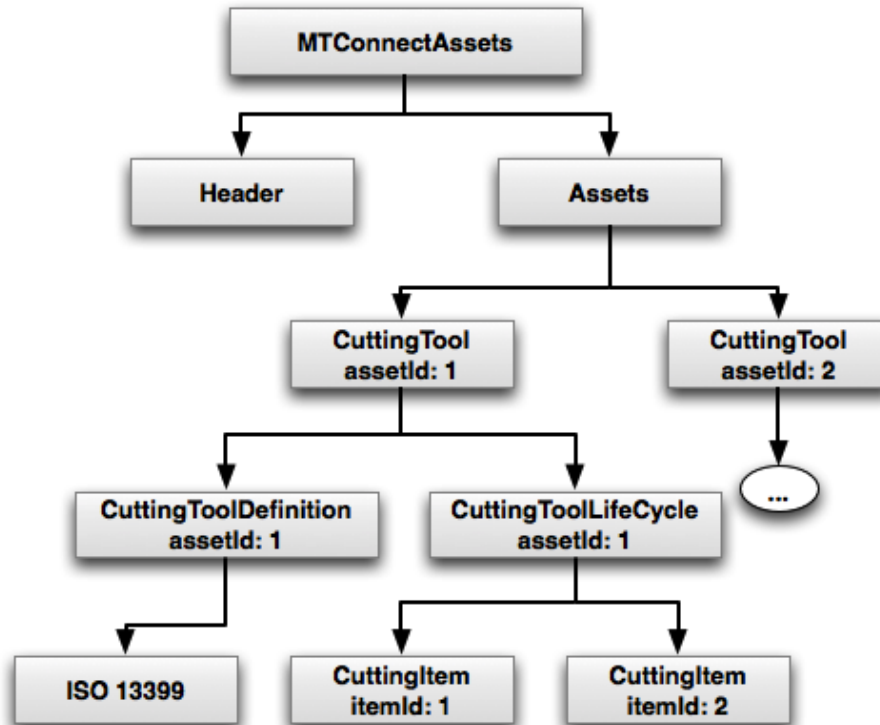 MTConnectAssets
Header
Assets
CuttingTool
assetId: 1
CuttingTool
assetId: 2
...
CuttingToolDefinition
assetId: 1
CuttingToolLifeCycle
assetId: 1
ISO 13399
CuttingItem
itemId: 1
CuttingItem
itemId: 2